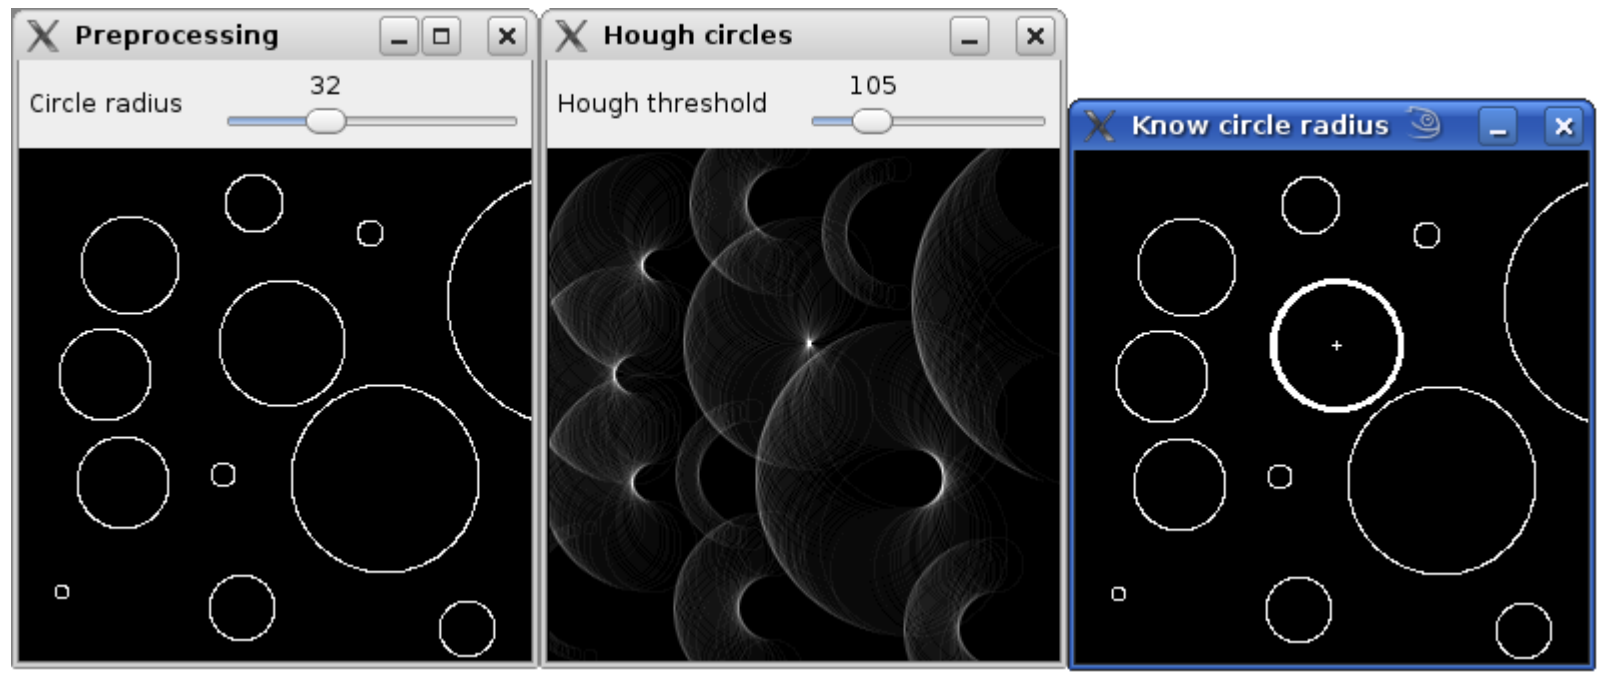 Preprocessing
32
Circle radius
Hough circles
105
Hough threshold
Know circle radius